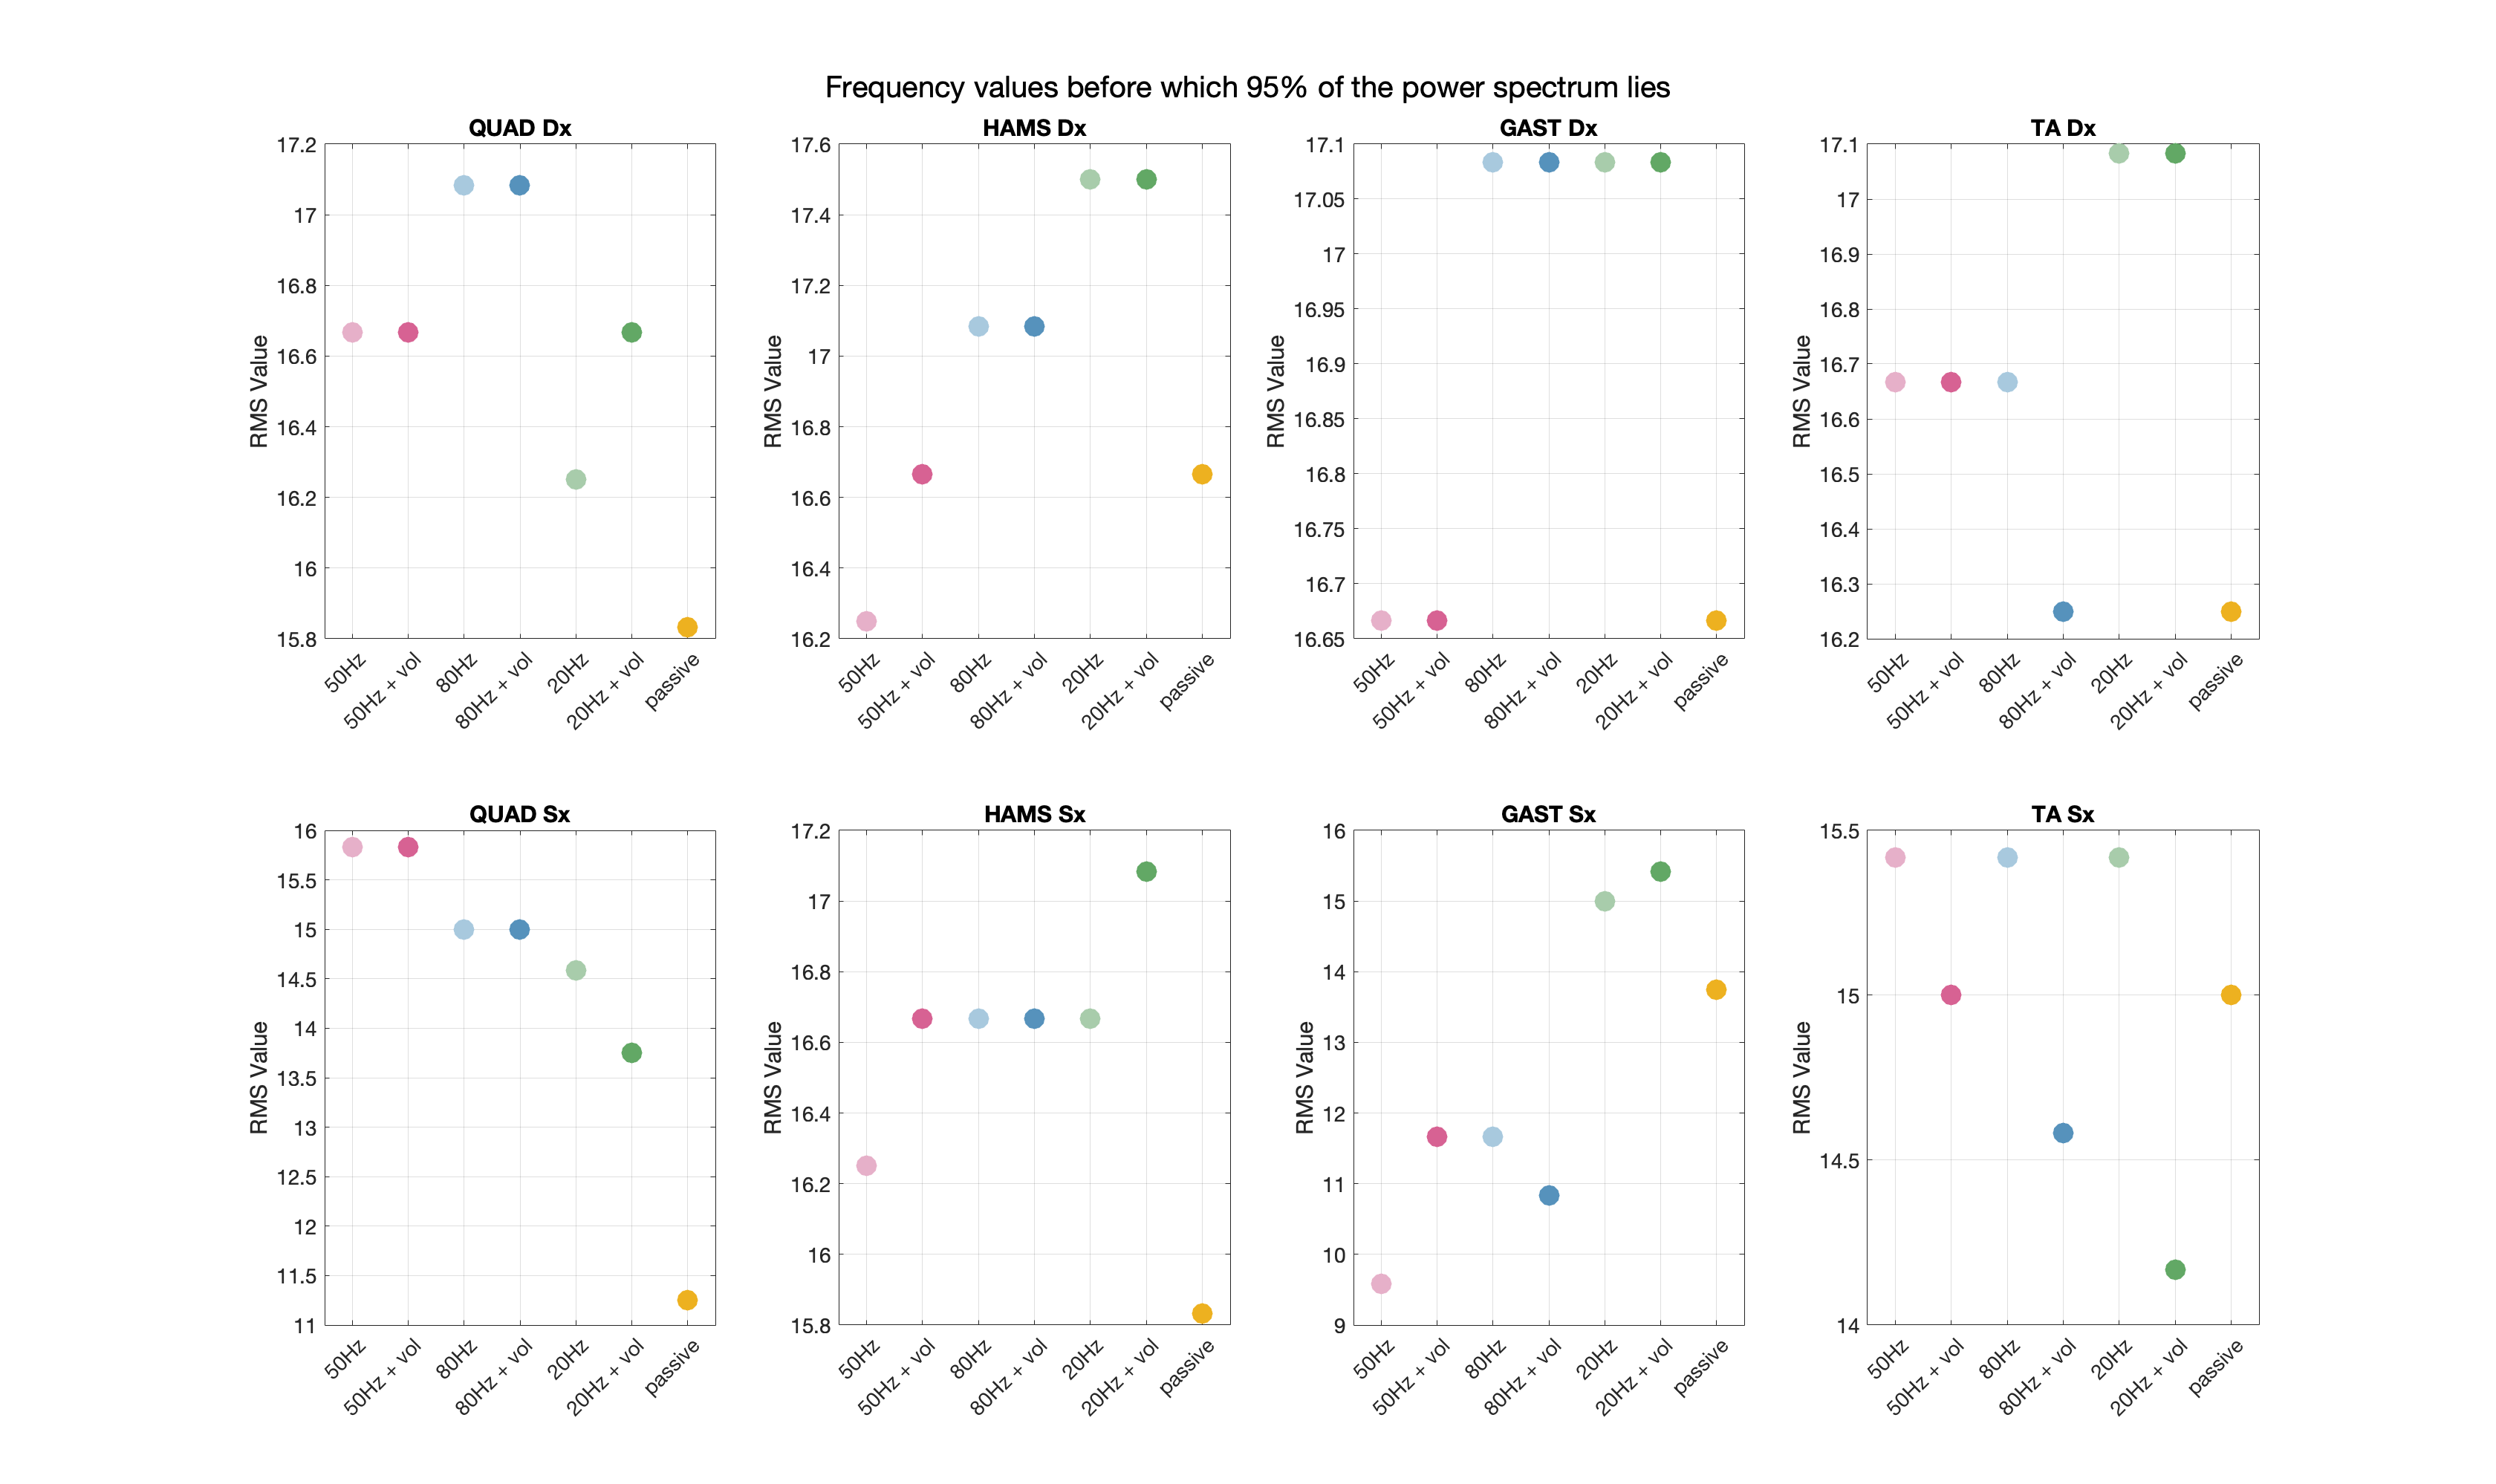 Frequency values before which 95% of the power spectrum lies
QUAD Dx
17.2
17
16.8
16.6
16.4
16.2
16
15.8
RMS Value
50Hz
50Hz + vol
80Hz
80Hz + vol
20Hz
20Hz + vol
passive
HAMS Dx
17.6
17.4
17.2
17
16.8
16.6
16.4
16.2
RMS Value
50Hz
50Hz + vol
80Hz
80Hz + vol
20Hz
20Hz + vol
passive
GAST Dx
17.1
17.05
17
16.95
16.9
16.85
16.8
16.75
16.7
16.65
RMS Value
50Hz
50Hz + vol
80Hz
80Hz + vol
20Hz
20Hz + vol
passive
TA Dx
17.1
17
16.9
16.8
16.7
16.6
16.5
16.4
16.3
16.2
RMS Value
50Hz
50Hz + vol
80Hz
80Hz + vol
20Hz
20Hz + vol
passive
QUAD Sx
16
15.5
15
14.5
14
13.5
13
12.5
12
11.5
11
RMS Value
50Hz
50Hz + vol
80Hz
80Hz + vol
20Hz
20Hz + vol
passive
HAMS Sx
17.2
17
16.8
16.6
16.4
16.2
16
15.8
RMS Value
50Hz
50Hz + vol
80Hz
80Hz + vol
20Hz
20Hz + vol
passive
GAST Sx
16
15
14
13
12
11
10
9
RMS Value
50Hz
50Hz + vol
80Hz
80Hz + vol
20Hz
20Hz + vol
passive
TA Sx
15.5
15
14.5
14
RMS Value
50Hz
50Hz + vol
80Hz
80Hz + vol
20Hz
20Hz + vol
passive